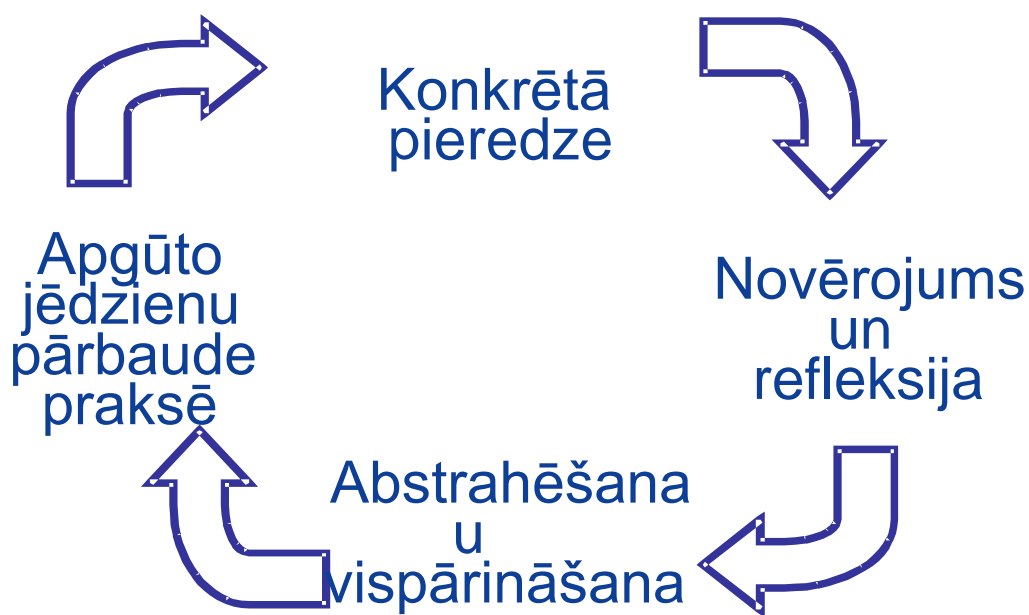 Konkrētā
pieredze
Novērojums
un
refleksija
Abstrahēšana
u
vispārināšana
Apgūto
jēdzienu
pārbaude
praksē